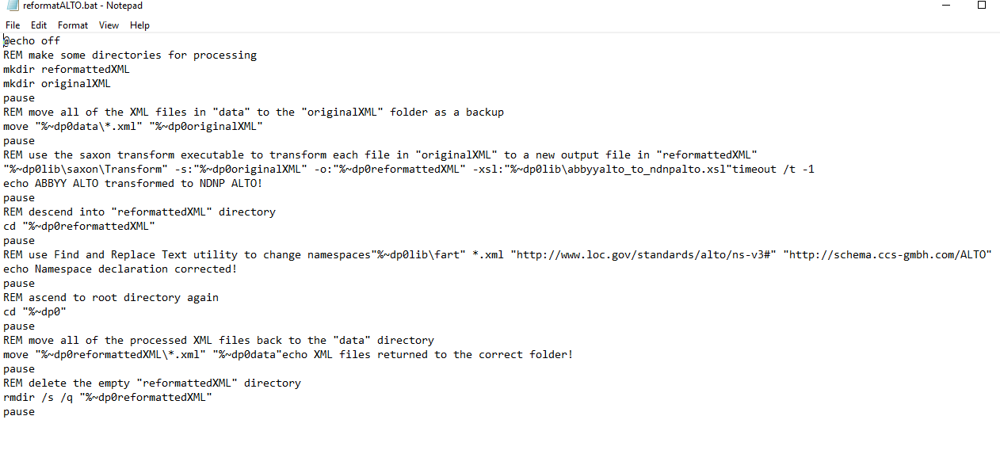 reformatALTO.bat - Notepad
File Edit Format View Help
@echo off
REM make some directories for processing
mkdir reformattedXML
mkdir originalXML
pause
REM move all of the XML files in "data" to the "originalXML" folder as a backup
move "%~dp0data\*.xml" "%~dp0originalXML"
pause
REM use the saxon transform executable to transform each file in "originalXML" to a new output file in "reformattedXML"
"%~dp0lib\saxon\Transform" -s:"%~dp0originalXML" -o:"%~dp0reformattedXML" -xsl:"%~dp0lib\abbyyalto_to_ndnpalto.xsl"timeout /t -1
echo ABBYY ALTO transformed to NDNP ALTO!
pause
REM descend into "reformattedXML" directory
cd "%~dp0reformattedXML"
pause
REM use Find and Replace Text utility to change namespaces"%~dp0lib\fart" *.xml "http://www.loc.gov/standards/alto/ns-v3#" "http://schema.ccs-gmbh.com/ALTO"
echo Namespace declaration corrected!
pause
REM ascend to root directory again
cd "%~dp0"
pause
REM move all of the processed XML files back to the "data" directory
move "%~dp0reformattedXML\*.xml" "%~dp0data"echo XML files returned to the correct folder!
pause
REM delete the empty "reformattedXML" directory
rmdir /s /q "%~dp0reformattedXML"
pause